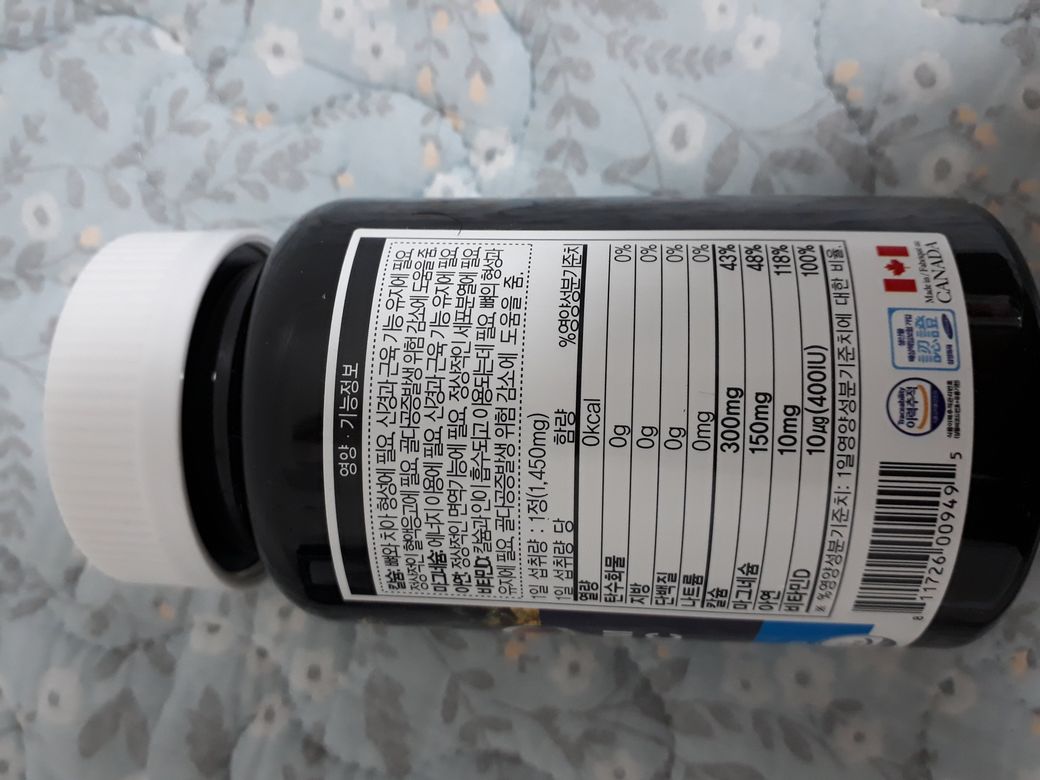 영양·기능정보
칼슘 뼈와 치아 형성에 필요, 신경과 근육 기능 유지에 필요,
정상적인 혈액응고에 필요, 골다공증발생 위험 감소에 도움을 줌
마그네슘 에너지 이용에 필요, 신경과 근육 기능 유지에 필요
아연 정상적인 면역기능에 필요, 정상적인 세포분열에 필요
비타민D 칼슘과 인이 흡수되고 이용되는데 필요, 뼈의 형성과
유지에 필요, 골다공증발생 위험 감소에 도움을 줌
1일 섭취량 : 1정(1,450mg)
1일 섭취량 당 함량 %영양성분기준치
열량 0kcal
탄수화물 0g 0%
지방 0g 0%
단백질 0g 0%
나트륨 0mg 0%
칼슘 300mg 43%
마그네슘 150mg 48%
아연 10mg 118%
비타민D 10㎍(400IU) 100%
※ %영양성분기준치: 1일영양성분기준치에 대한 비율.
8 11726 00949 5
Traceability
이력추적
認證
Made in / Fabriqué au
CANADA